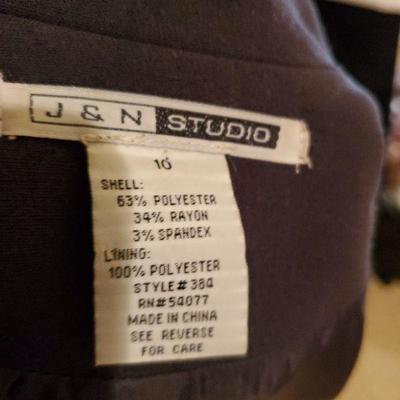 J & N STUDIO
10
SHELL:
63% POLYESTER
34% RAYON
3% SPANDEX
LINING:
100% POLYESTER
STYLE#384
RN#54077
MADE IN CHINA
SEE REVERSE
FOR CARE